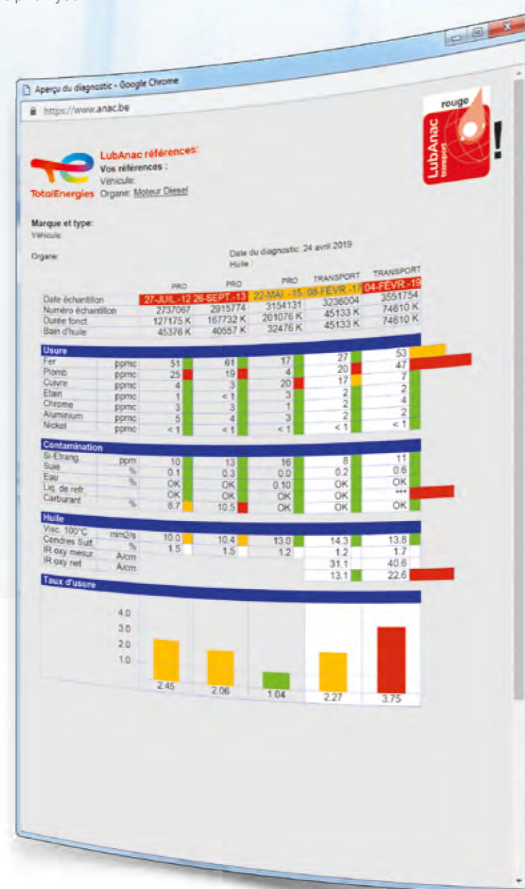 Aperçu du diagnostic - Google Chrome
https://www.anac.be
rouge
LubAnac
transport
!
TotalEnergies
LubAnac références:
Vos références :
Véhicule:
Organe: Moteur Diesel
Marque et type:
Véhicule:
Organe:
Date du diagnostic: 24 avril 2019
Huile :
PRO PRO PRO TRANSPORT TRANSPORT
Date échantillon 27-JUIL.-12 26-SEPT.-13 22-MAI -15 08-FÉVR.-17 04-FÉVR.-19
Numéro échantillon 2737067 2915774 3154131 3236004 3551754
Durée fonct. 127175 K 167732 K 201076 K 45133 K 74610 K
Bain d'huile 45376 K 40557 K 32476 K 45133 K 74610 K
Usure
Fer ppmc 51 61 17 27 53
Plomb ppmc 25 19 4 20 47
Cuivre ppmc 4 3 20 17 7
Etain ppmc 1 < 1 3 2 2
Chrome ppmc 3 3 1 2 4
Aluminium ppmc 5 4 3 2 2
Nickel ppmc < 1 < 1 < 1 < 1 < 1
Contamination
Si-Etrang. ppm 10 13 16 8 11
Suie % 0.1 0.3 0.0 0.2 0.6
Eau % OK OK 0.10 OK OK
Liq. de refr. OK OK OK OK ***
Carburant % 8.7 10.5 OK OK OK
Huile
Visc. 100°C mm2/s 10.0 10.4 13.0 14.3 13.8
Cendres Sulf. % 1.5 1.5 1.2 1.2 1.7
IR oxy mesur. A/cm 31.1 40.6
IR oxy net A/cm 13.1 22.6
Taux d'usure
4.0
3.0
2.0
1.0
2.45 2.06 1.04 2.27 3.75